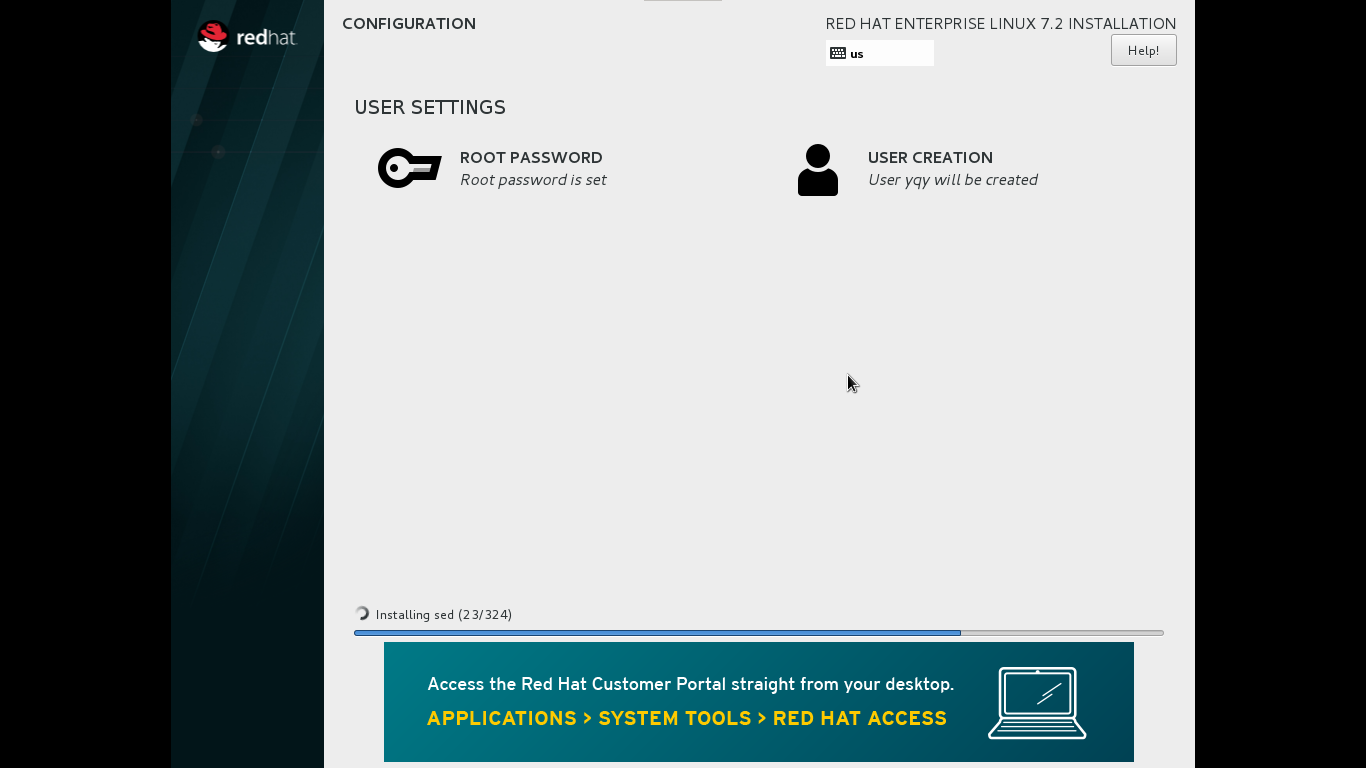 redhat.
CONFIGURATION
RED HAT ENTERPRISE LINUX 7.2 INSTALLATION
us
Help!
USER SETTINGS
ROOT PASSWORD
Root password is set
USER CREATION
User yqy will be created
Installing sed (23/324)
Access the Red Hat Customer Portal straight from your desktop.
APPLICATIONS > SYSTEM TOOLS > RED HAT ACCESS